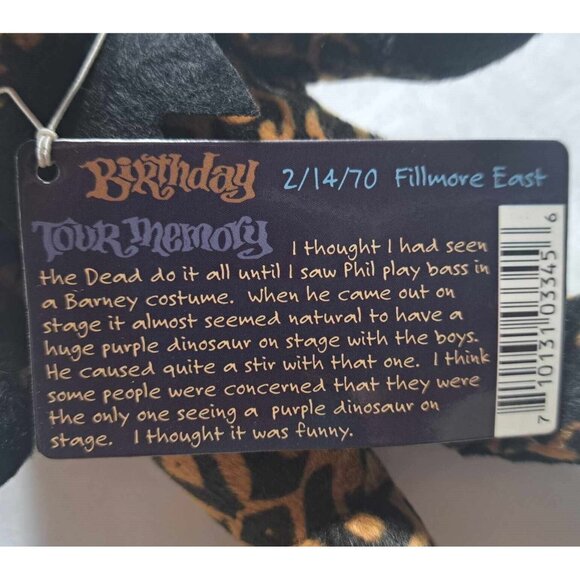 Birthday 2/14/70 Fillmore East
Tour Memory I thought I had seen
the Dead do it all until I saw Phil play bass in
a Barney costume. When he came out on
stage it almost seemed natural to have a
huge purple dinosaur on stage with the boys.
He caused quite a stir with that one. I think
some people were concerned that they were
the only one seeing a purple dinosaur on
stage. I thought it was funny.
7 10131 03345 6